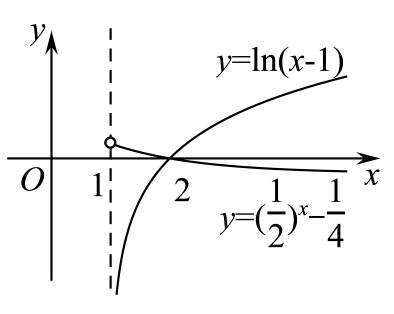 y
y=ln(x-1)
O
1
2
x
y=(1/2)^x-1/4